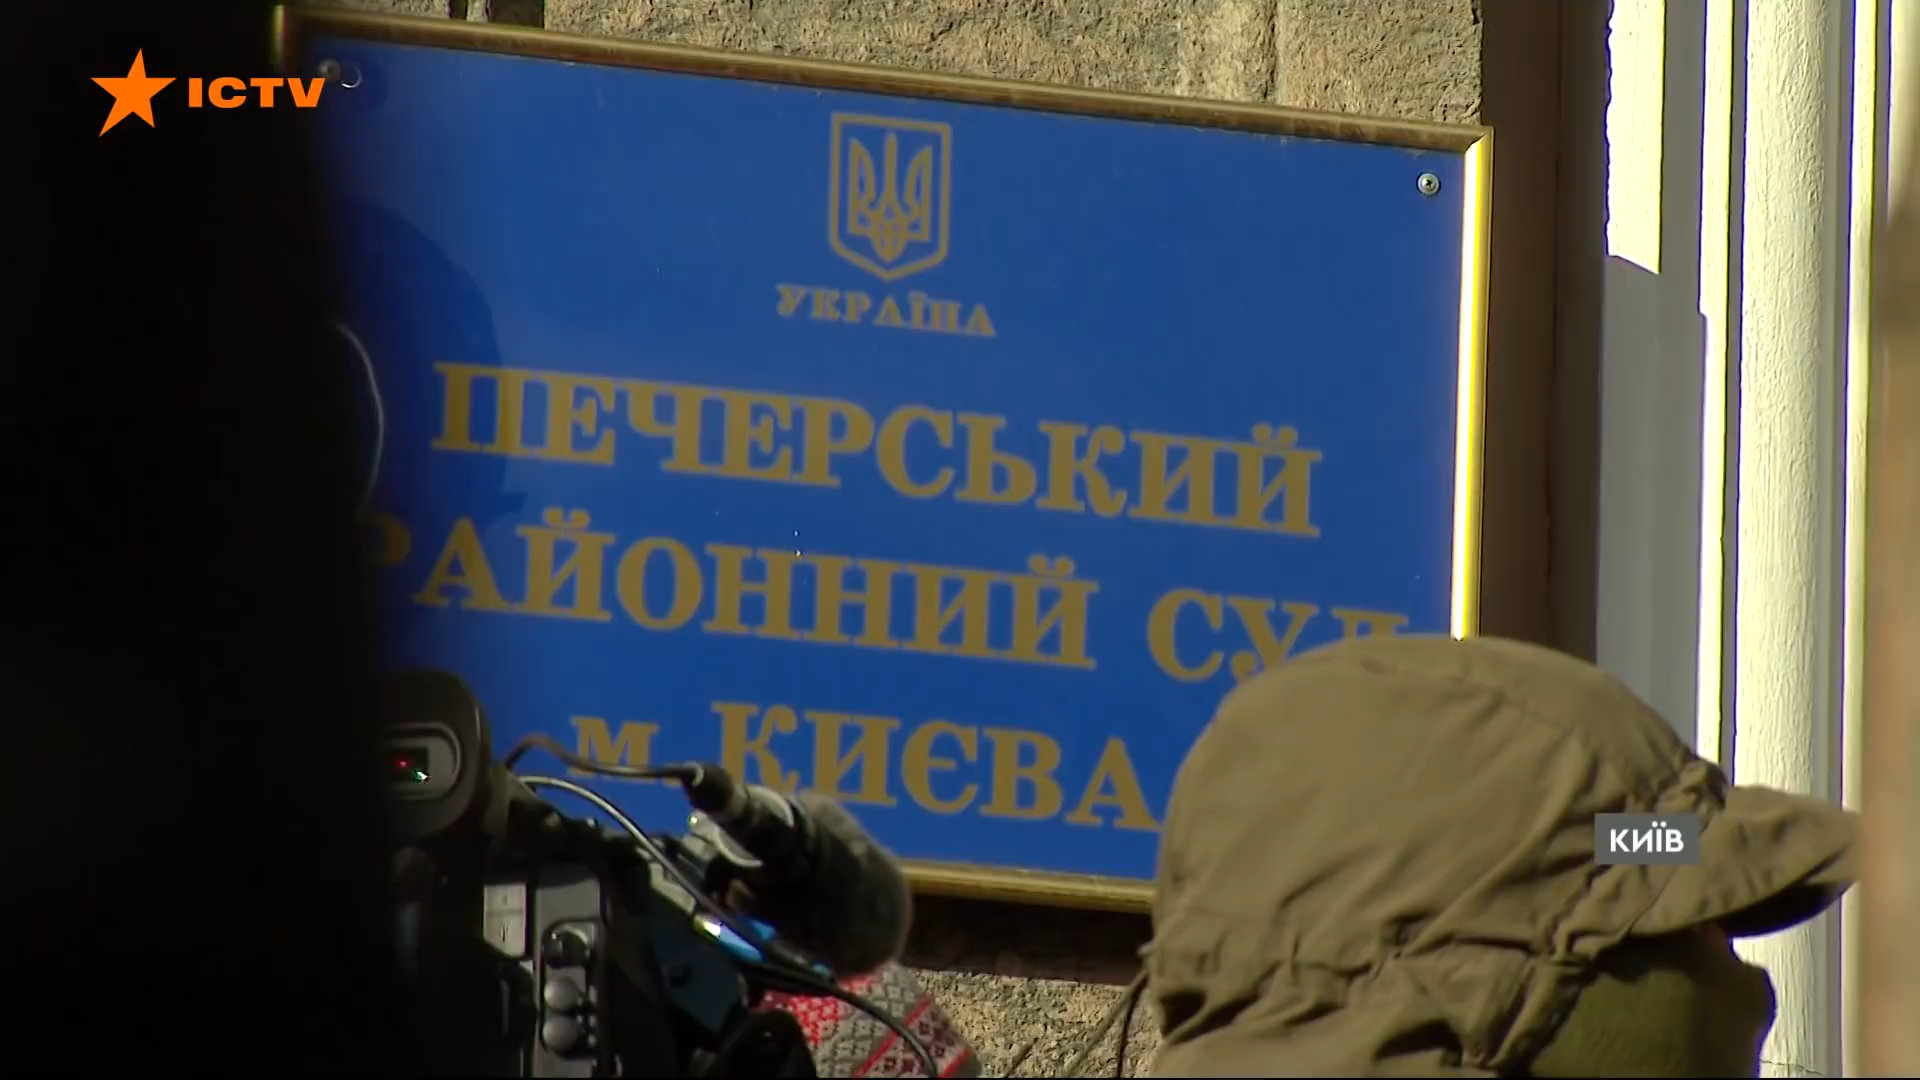 ICTV
УКРАЇНА
ПЕЧЕРСЬКИЙ
РАЙОННИЙ СУД
м. КИЄВА
КИЇВ